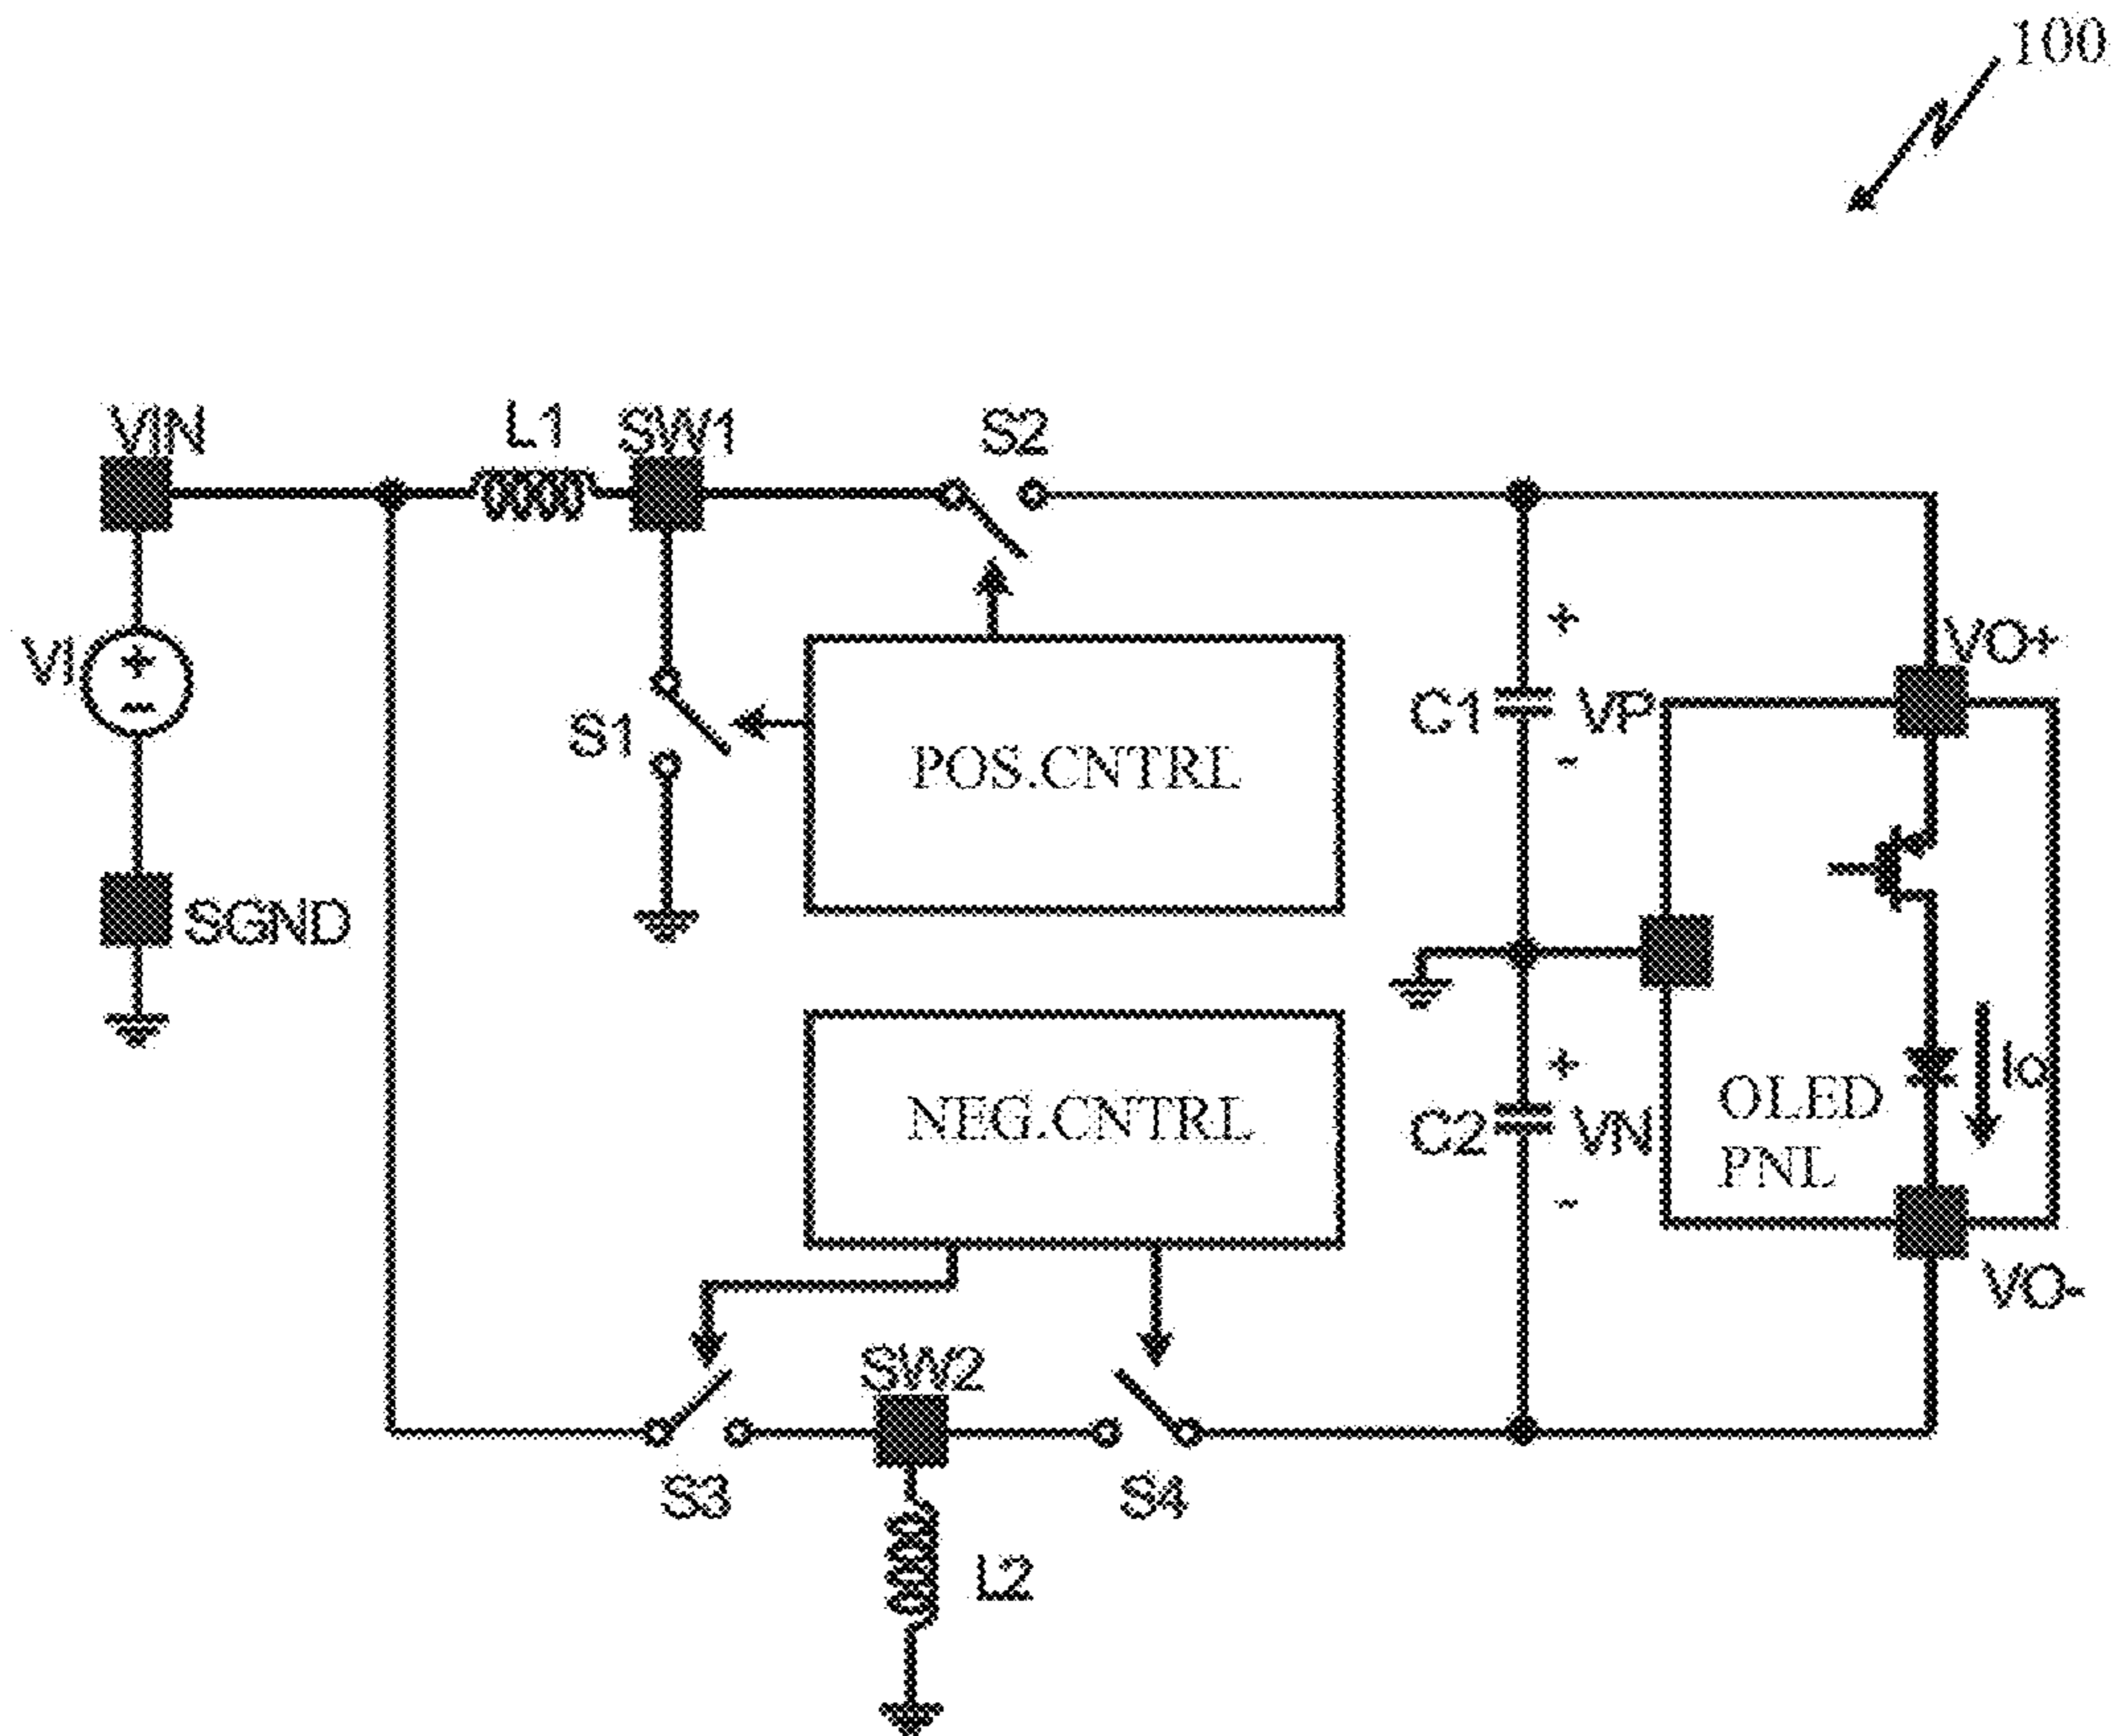 100
VIN
L1
SW1
S2
VI
+
-
S1
POS.CNTRL
+
C1
VP
-
VO+
SGND
NEG.CNTRL
+
C2
VN
-
OLED
PNL
Io
VO-
SW2
S3
S4
L2